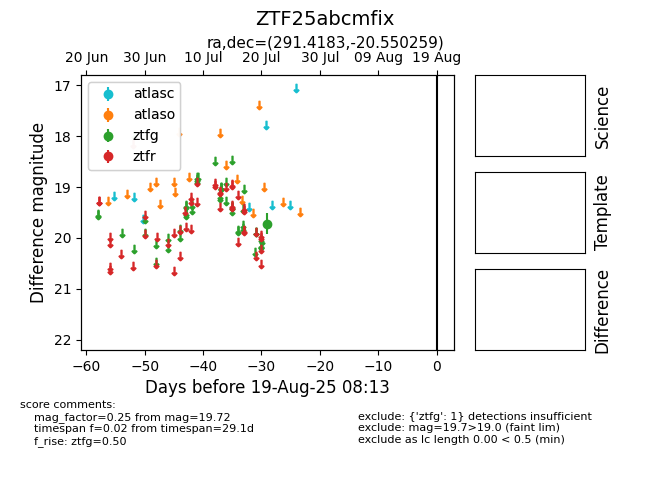 ZTF25abcmfix
ra,dec=(291.4183,-20.550259)
20 Jun 30 Jun 10 Jul 20 Jul 30 Jul 09 Aug 19 Aug
atlasc
atlaso
ztfg
ztfr
17
18
19
20
21
22
Difference magnitude
−60 −50 −40 −30 −20 −10 0
Days before 19-Aug-25 08:13
Science
Template
Difference
score comments:
mag_factor=0.25 from mag=19.72
timespan f=0.02 from timespan=29.1d
f_rise: ztfg=0.50
exclude: {'ztfg': 1} detections insufficient
exclude: mag=19.7>19.0 (faint lim)
exclude as lc length 0.00 < 0.5 (min)